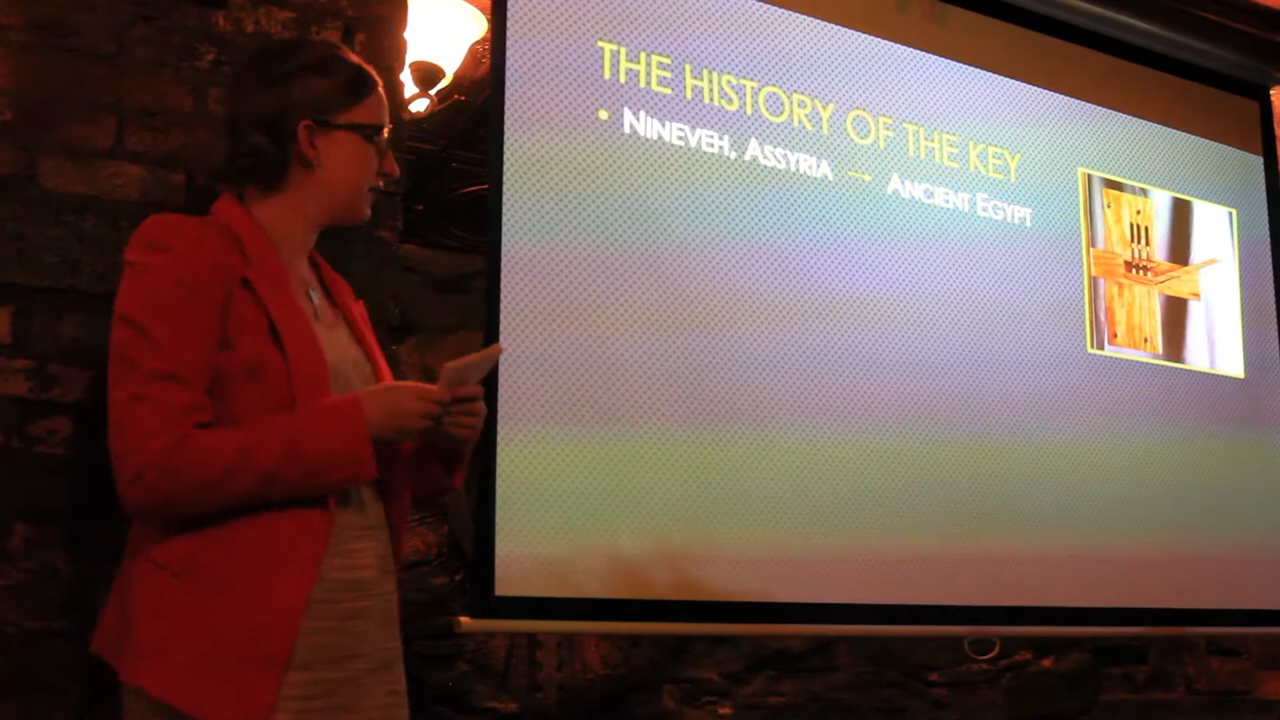 THE HISTORY OF THE KEY
• NINEVEH, ASSYRIA → ANCIENT EGYPT